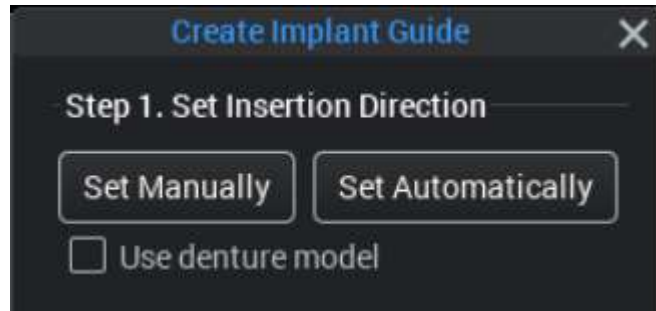 Create Implant Guide
Step 1. Set Insertion Direction
Set Manually Set Automatically
Use denture model